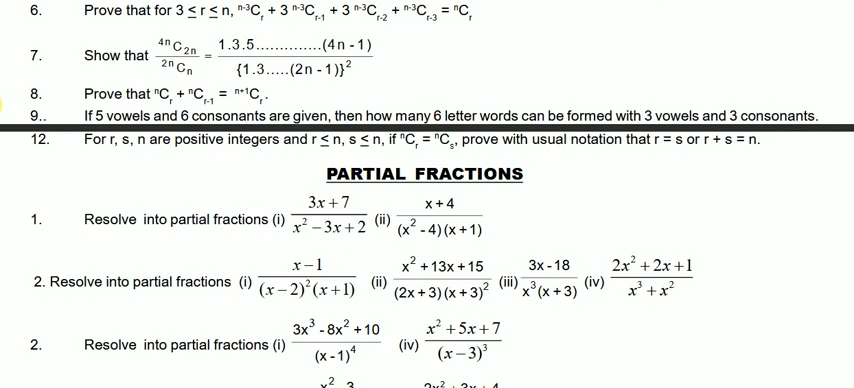 6. Prove that for 3 ≤ r ≤ n, ⁿ⁻³Cᵣ + 3 ⁿ⁻³Cᵣ₋₁ + 3 ⁿ⁻³Cᵣ₋₂ + ⁿ⁻³Cᵣ₋₃ = ⁿCᵣ
7. Show that ⁴ⁿC₂ₙ / ²ⁿCₙ = 1.3.5..............(4n - 1) / {1.3.....(2n - 1)}²
8. Prove that ⁿCᵣ + ⁿCᵣ₋₁ = ⁿ⁺¹Cᵣ.
9.. If 5 vowels and 6 consonants are given, then how many 6 letter words can be formed with 3 vowels and 3 consonants.
12. For r, s, n are positive integers and r ≤ n, s ≤ n, if ⁿCᵣ = ⁿCₛ, prove with usual notation that r = s or r + s = n.
PARTIAL FRACTIONS
1. Resolve into partial fractions (i) (3x + 7) / (x² – 3x + 2) (ii) (x + 4) / ((x² - 4) (x + 1))
2. Resolve into partial fractions (i) (x – 1) / ((x – 2)² (x + 1)) (ii) (x² + 13x + 15) / ((2x + 3) (x + 3)²) (iii) (3x - 18) / (x³ (x + 3)) (iv) (2x² + 2x + 1) / (x³ + x²)
2. Resolve into partial fractions (i) (3x³ - 8x² + 10) / (x - 1)⁴ (iv) (x² + 5x + 7) / (x – 3)³